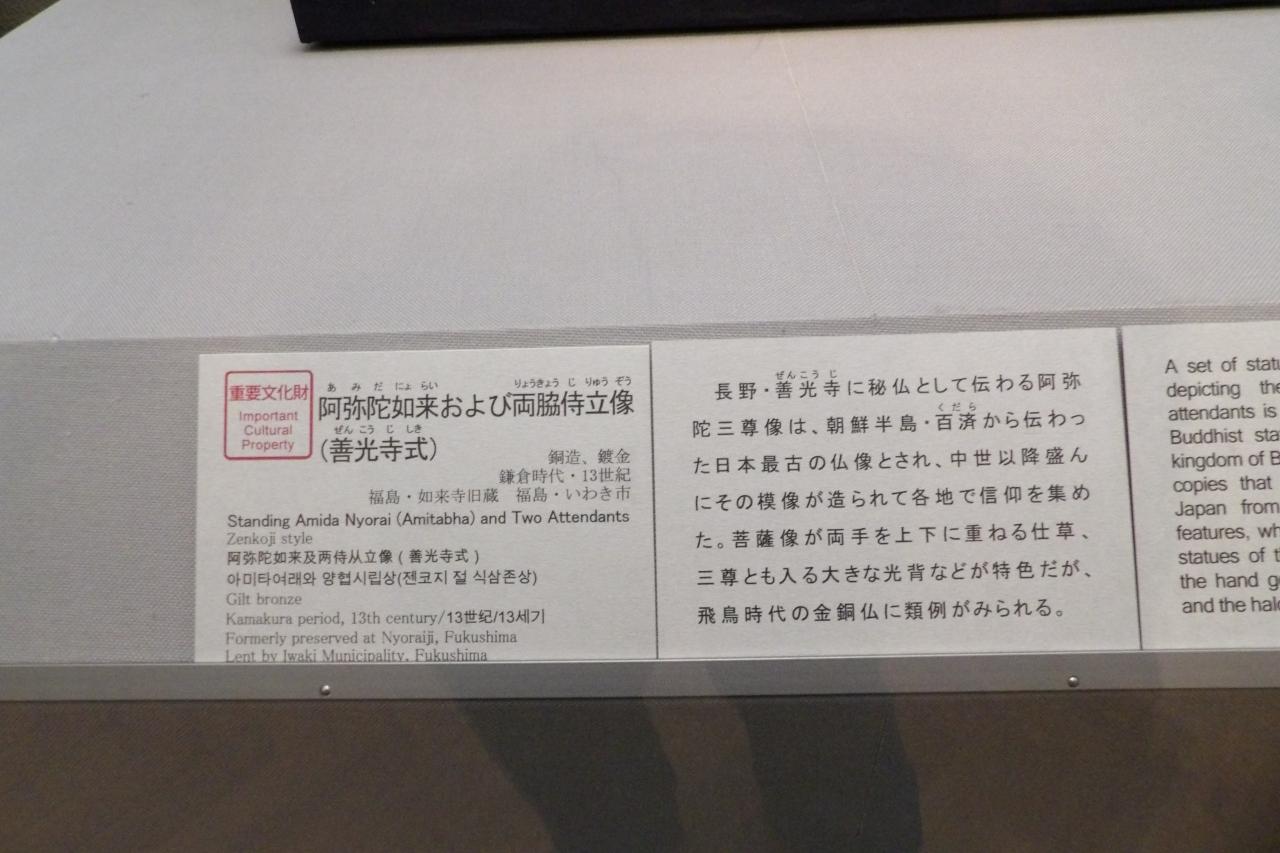 重要文化財
Important
Cultural
Property
あみだにょらい りょうきょうじりゅうぞう
阿弥陀如来および両脇侍立像
ぜんこうじしき
(善光寺式)
銅造、鍍金
鎌倉時代・13世紀
福島・如来寺旧蔵 福島・いわき市
Standing Amida Nyorai (Amitabha) and Two Attendants
Zenkoji style
阿弥陀如来及两侍从立像 ( 善光寺式 )
아미타여래와 양협시립상(젠코지 절 식삼존상)
Gilt bronze
Kamakura period, 13th century/13世纪/13세기
Formerly preserved at Nyoraiji, Fukushima
Lent by Iwaki Municipality, Fukushima
ぜんこうじ
長野・善光寺に秘仏として伝わる阿弥
くだら
陀三尊像は、朝鮮半島・百済から伝わっ
た日本最古の仏像とされ、中世以降盛ん
にその模像が造られて各地で信仰を集め
た。菩薩像が両手を上下に重ねる仕草、
三尊とも入る大きな光背などが特色だが、
飛鳥時代の金銅仏に類例がみられる。
A set of statu
depicting the
attendants is
Buddhist sta
kingdom of B
copies that
Japan from
features, wh
statues of t
the hand ge
and the halo